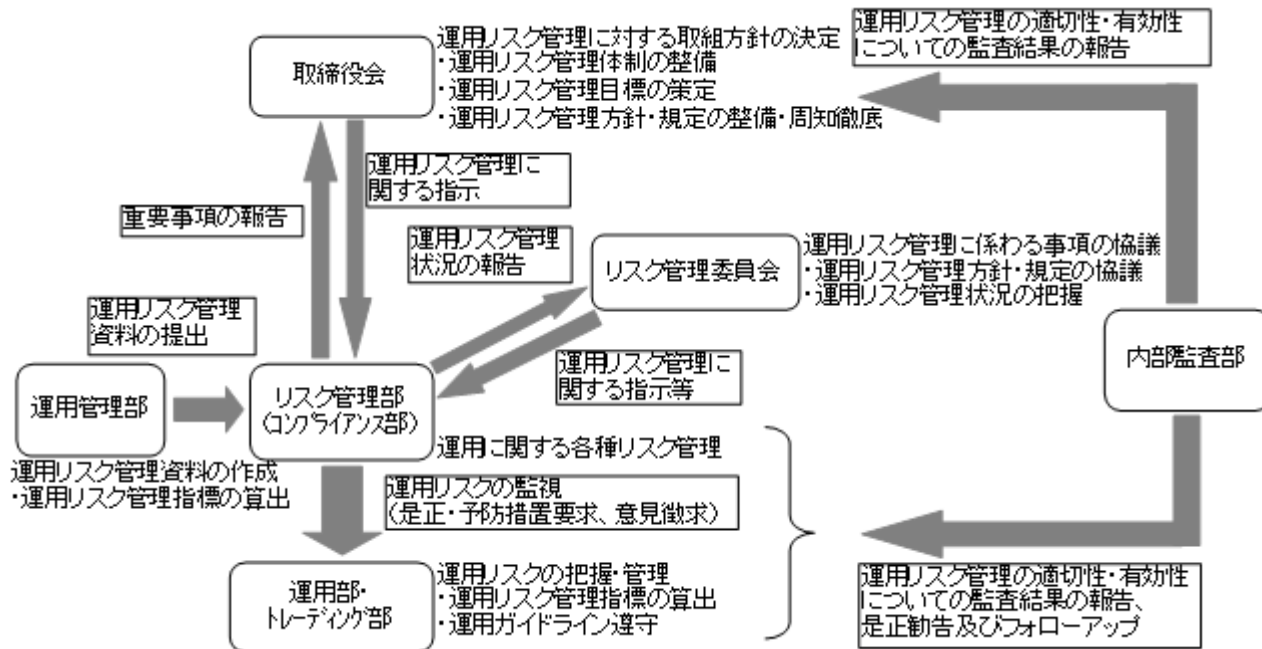 取締役会
運用リスク管理に対する取組方針の決定
・運用リスク管理体制の整備
・運用リスク管理目標の策定
・運用リスク管理方針・規定の整備・周知徹底
運用リスク管理の適切性・有効性
についての監査結果の報告
運用リスク管理に
関する指示
重要事項の報告
運用リスク管理
状況の報告
リスク管理委員会
運用リスク管理に係わる事項の協議
・運用リスク管理方針・規定の協議
・運用リスク管理状況の把握
運用リスク管理
資料の提出
運用リスク管理に
関する指示等
内部監査部
運用管理部
リスク管理部
(コンプライアンス部)
運用リスク管理資料の作成
・運用リスク管理指標の算出
運用に関する各種リスク管理
運用リスクの監視
(是正・予防措置要求、意見徴求)
運用部・
トレーディング部
運用リスクの把握・管理
・運用リスク管理指標の算出
・運用ガイドライン遵守
運用リスク管理の適切性・有効性
についての監査結果の報告、
是正勧告及びフォローアップ